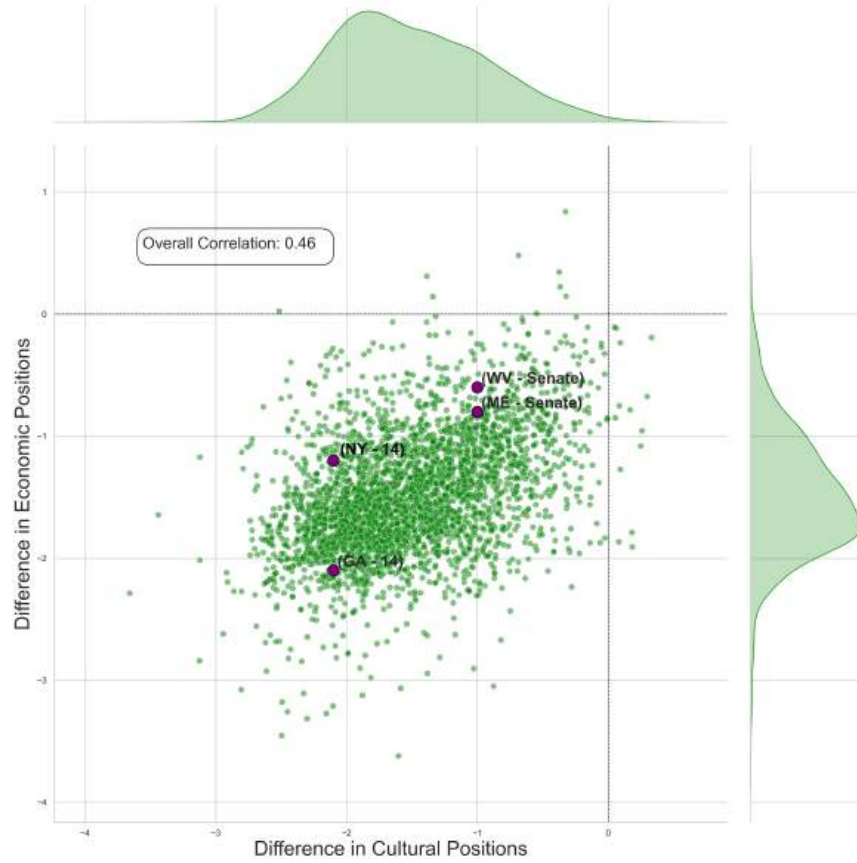 1
Overall Correlation: 0.46
0
(WV - Senate)
(ME - Senate)
−1
(NY - 14)
−2
(GA - 14)
−3
−4
−4
−3
−2
−1
0
Difference in Economic Positions
Difference in Cultural Positions